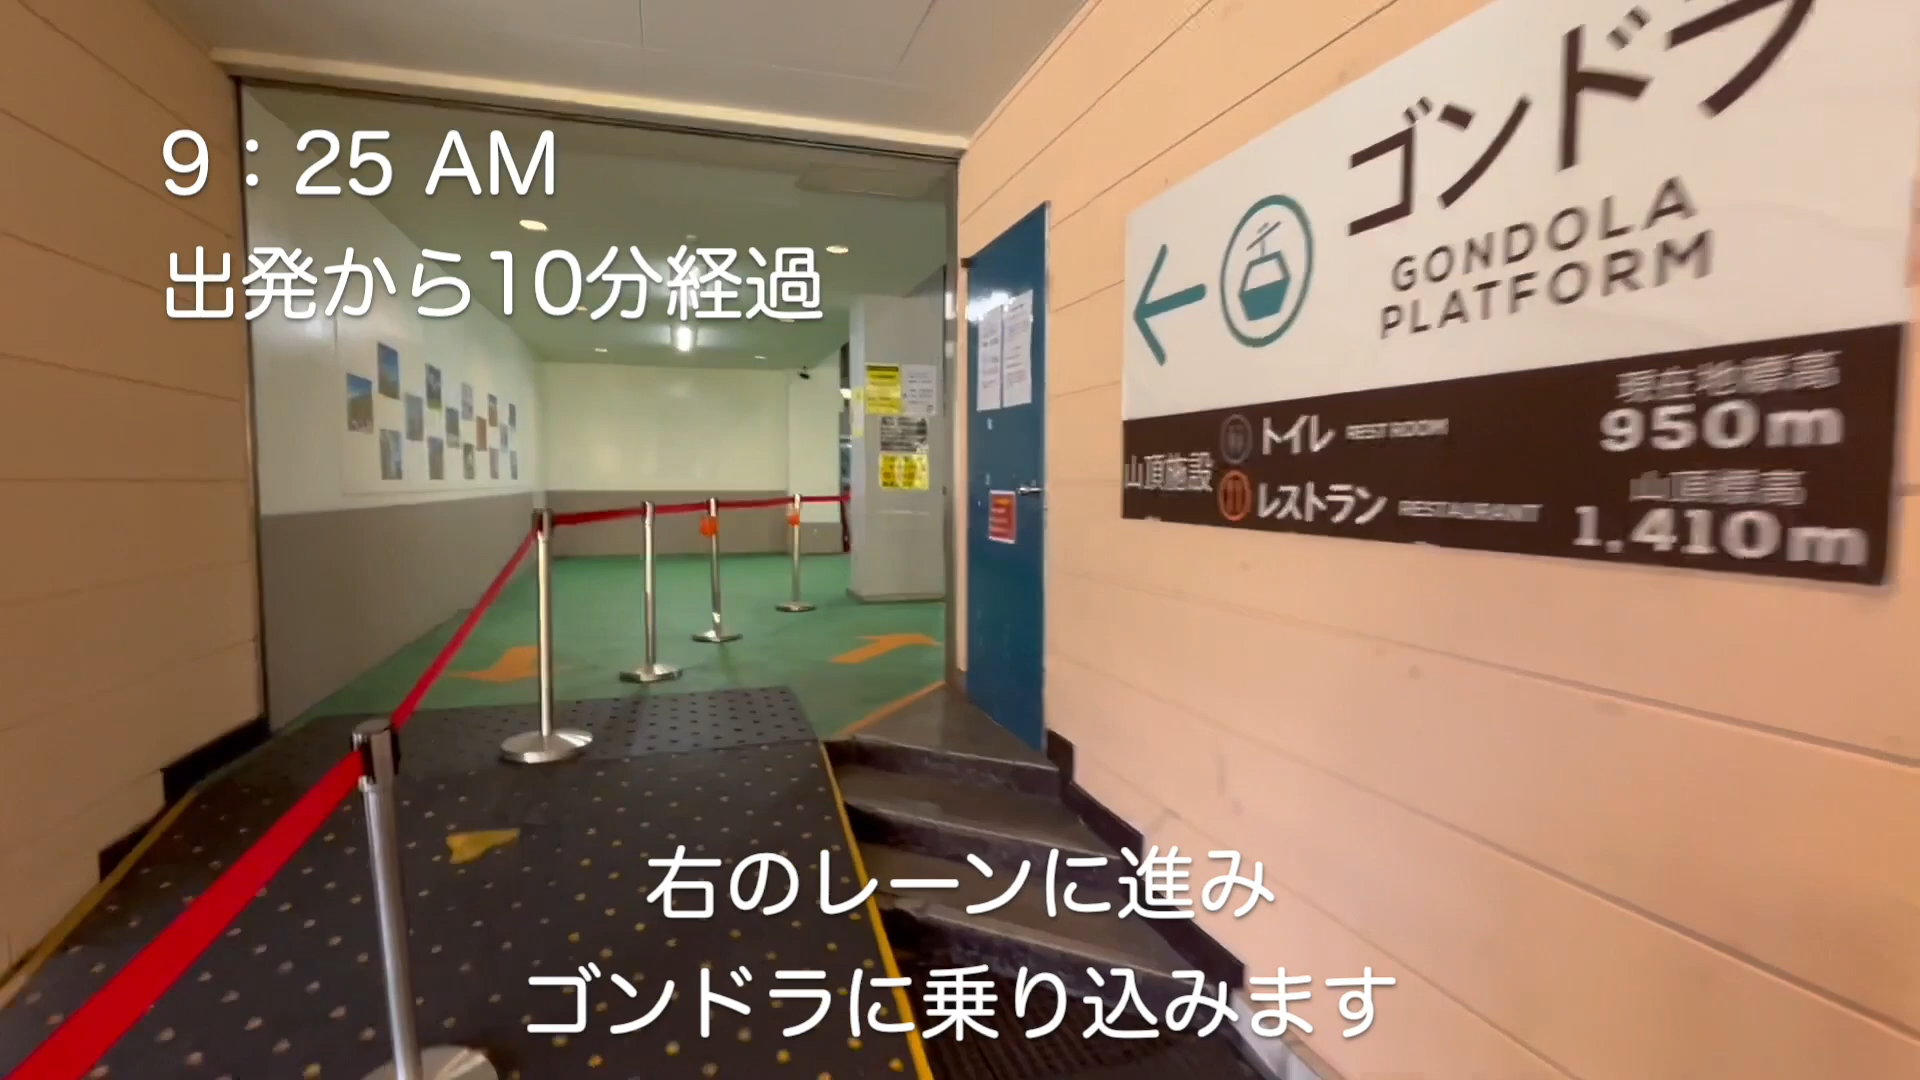 9：25 AM
出発から10分経過
ゴンドラ
GONDOLA
PLATFORM
山頂施設
トイレ REST ROOM
レストラン RESTAURANT
現在地標高
950m
山頂標高
1,410m
右のレーンに進み
ゴンドラに乗り込みます